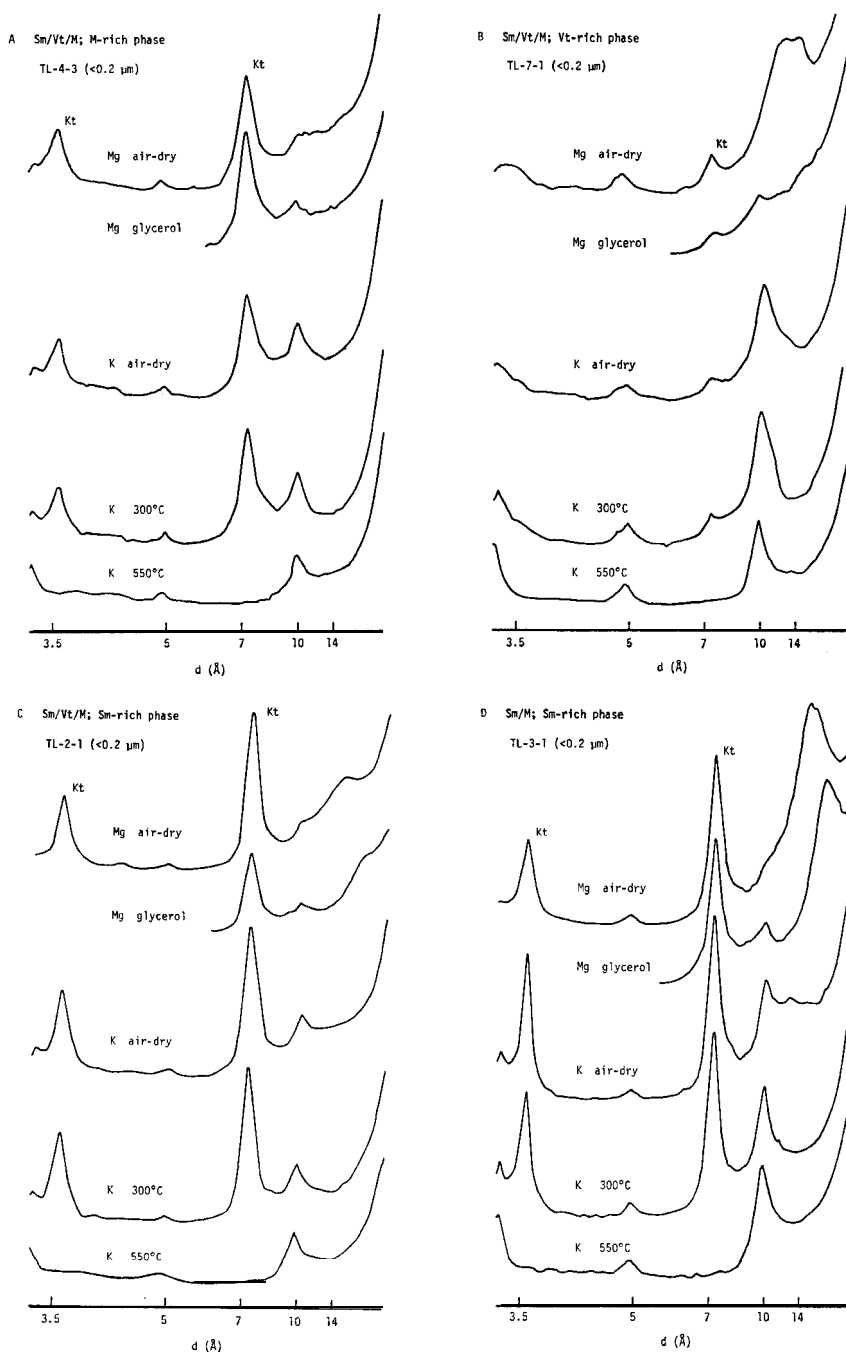 A Sm/Vt/M; M-rich phase
TL-4-3 (<0.2 µm)
Kt
Kt
Mg air-dry
Mg glycerol
K air-dry
K 300°C
K 550°C
3.5 5 7 10 14
d (Å)
B Sm/Vt/M; Vt-rich phase
TL-7-1 (<0.2 µm)
Kt
Mg air-dry
Mg glycerol
K air-dry
K 300°C
K 550°C
3.5 5 7 10 14
d (Å)
C Sm/Vt/M; Sm-rich phase
TL-2-1 (<0.2 µm)
Kt
Kt
Mg air-dry
Mg glycerol
K air-dry
K 300°C
K 550°C
3.5 5 7 10 14
d (Å)
D Sm/M; Sm-rich phase
TL-3-1 (<0.2 µm)
Kt
Kt
Mg air-dry
Mg glycerol
K air-dry
K 300°C
K 550°C
3.5 5 7 10 14
d (Å)